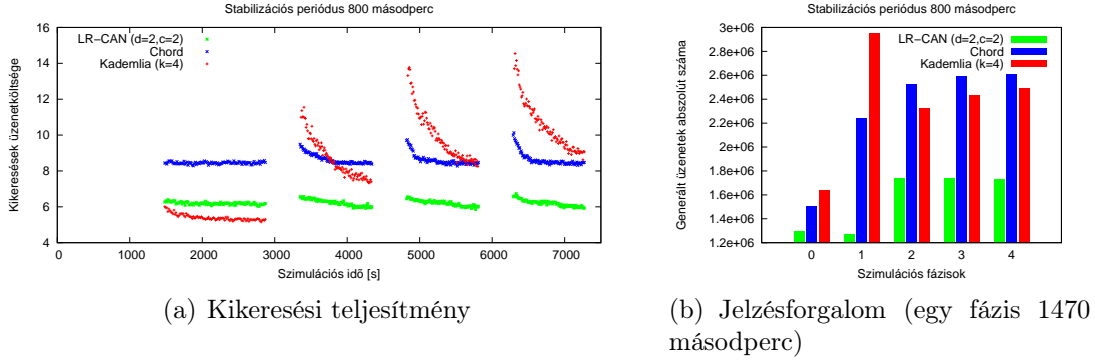 Stabilizációs periódus 800 másodperc
LR−CAN (d=2,c=2)
Chord
Kademlia (k=4)
Kikeresések üzenetköltsége
16
14
12
10
8
6
4
0 1000 2000 3000 4000 5000 6000 7000
Szimulációs idő [s]
(a) Kikeresési teljesítmény
Stabilizációs periódus 800 másodperc
LR−CAN (d=2,c=2)
Chord
Kademlia (k=4)
Generált üzenetek abszolút száma
3e+06
2.8e+06
2.6e+06
2.4e+06
2.2e+06
2e+06
1.8e+06
1.6e+06
1.4e+06
1.2e+06
0 1 2 3 4
Szimulációs fázisok
(b) Jelzésforgalom (egy fázis 1470
másodperc)